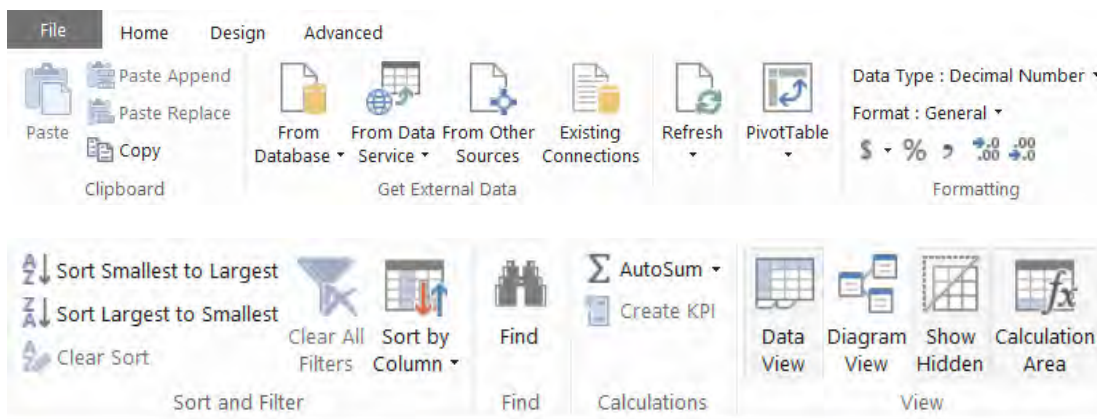 File Home Design Advanced
Paste
Paste Append
Paste Replace
Copy
Clipboard
From
Database
From Data
Service
From Other
Sources
Existing
Connections
Get External Data
Refresh
PivotTable
Data Type : Decimal Number
Format : General
$ % , .0 .00 .00 .0
Formatting
A Z Sort Smallest to Largest
Z A Sort Largest to Smallest
A Z Clear Sort
Clear All
Filters
Sort by
Column
Sort and Filter
Find
Find
∑ AutoSum
Create KPI
Calculations
Data
View
Diagram
View
Show
Hidden
fx
Calculation
Area
View